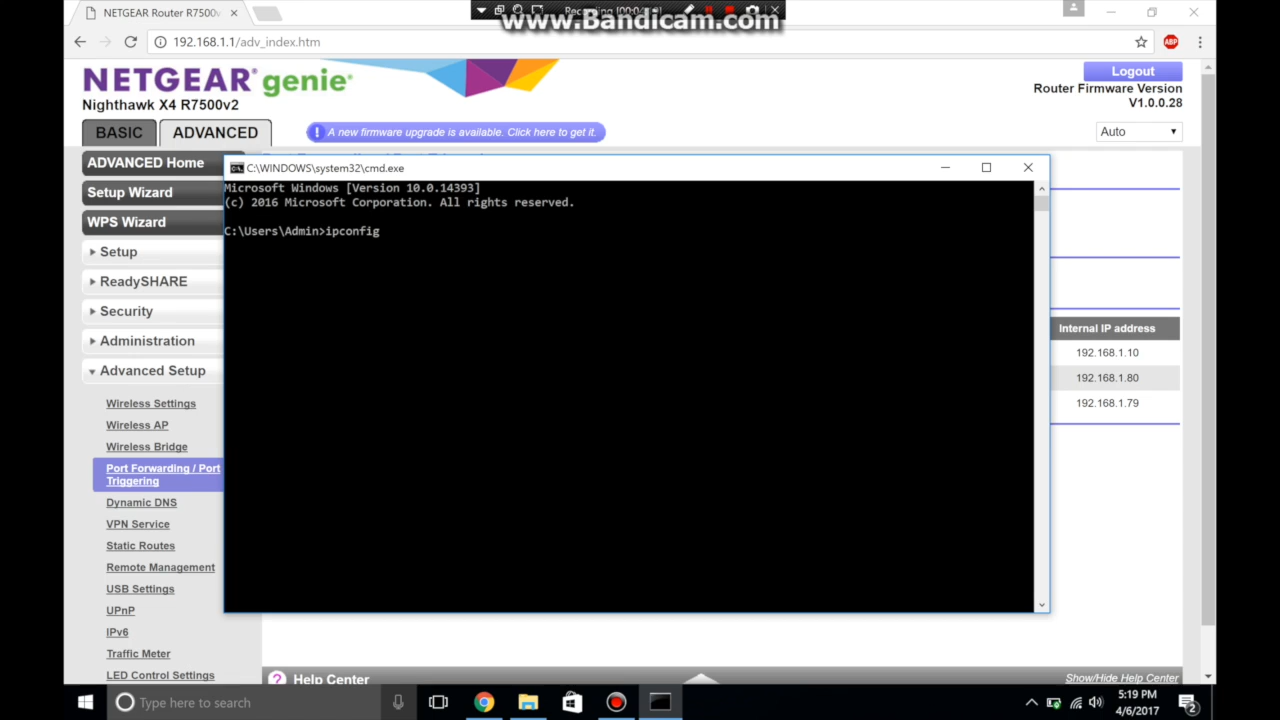 NETGEAR Router R7500v
www.Bandicam.com
192.168.1.1/adv_index.htm
ABP
NETGEAR® genie®
Nighthawk X4 R7500v2
Logout
Router Firmware Version
V1.0.0.28
BASIC
ADVANCED
! A new firmware upgrade is available. Click here to get it.
Auto
ADVANCED Home
Setup Wizard
WPS Wizard
Setup
ReadySHARE
Security
Administration
Advanced Setup
Wireless Settings
Wireless AP
Wireless Bridge
Port Forwarding / Port
Triggering
Dynamic DNS
VPN Service
Static Routes
Remote Management
USB Settings
UPnP
IPv6
Traffic Meter
LED Control Settings
C:\WINDOWS\system32\cmd.exe
Microsoft Windows [Version 10.0.14393]
(c) 2016 Microsoft Corporation. All rights reserved.
C:\Users\Admin>ipconfig
Internal IP address
192.168.1.10
192.168.1.80
192.168.1.79
? Help Center
Show/Hide Help Center
Type here to search
5:19 PM
4/6/2017
2